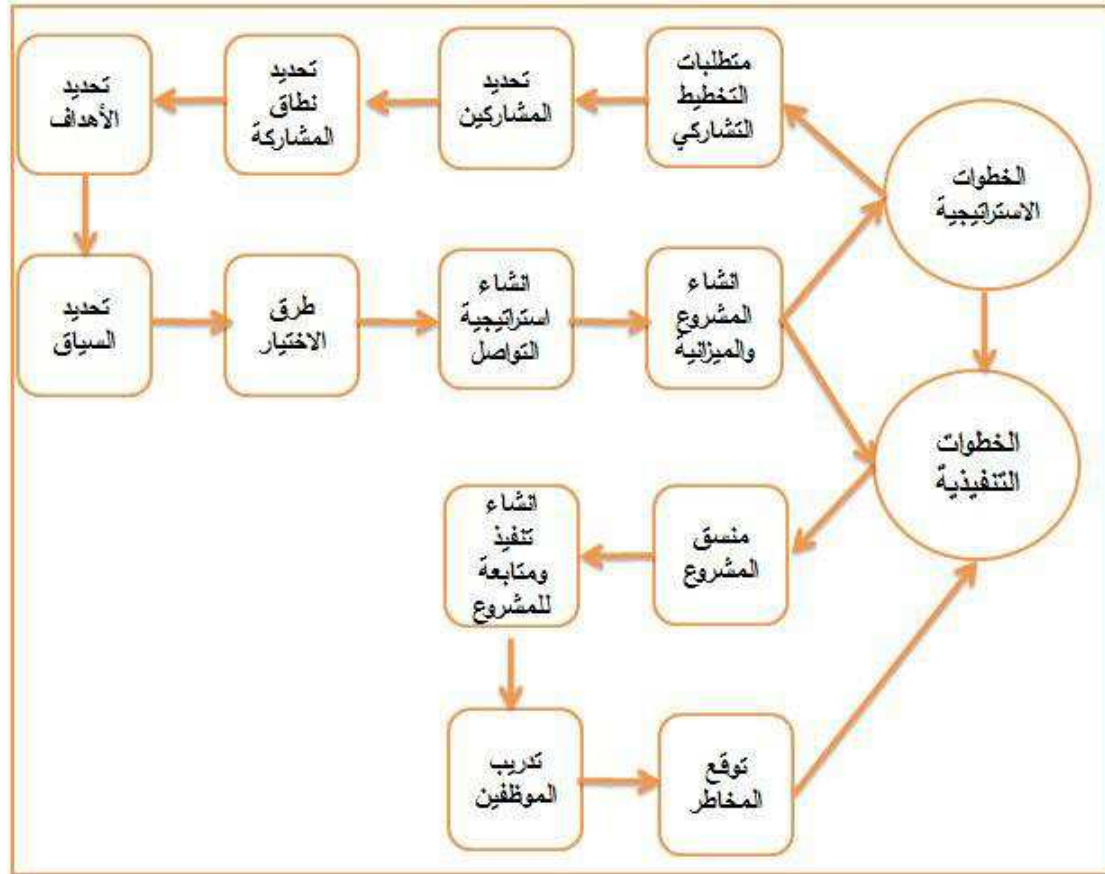 الخطوات
الاستراتيجية
متطلبات
التخطيط
التشاركي
تحديد
المشاركين
تحديد
نطاق
المشاركة
تحديد
الأهداف
تحديد
السياق
طرق
الاختيار
انشاء
استراتيجية
التواصل
انشاء
المشروع
والميزانية
الخطوات
التنفيذية
منسق
المشروع
انشاء
تنفيذ
ومتابعة
للمشروع
تدريب
الموظفين
توقع
المخاطر